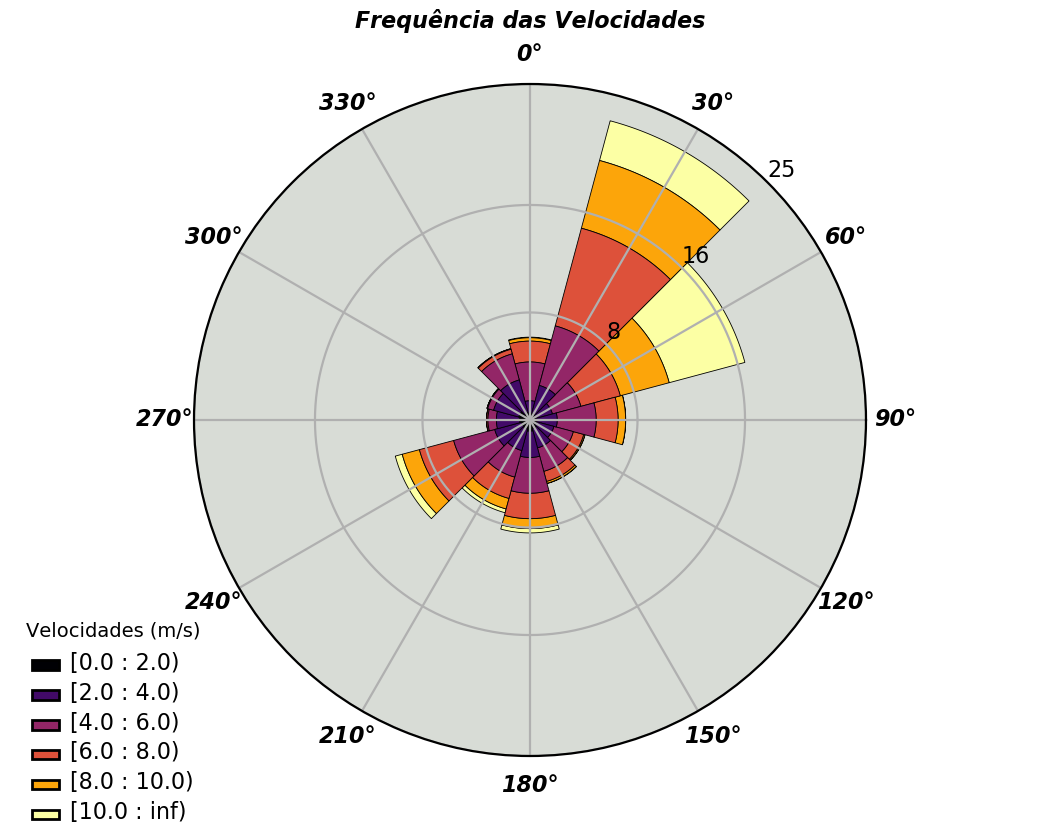 Frequência das Velocidades
0°
330°
30°
25
300°
60°
16
8
270°
90°
240°
120°
210°
150°
180°
Velocidades (m/s)
[0.0 : 2.0)
[2.0 : 4.0)
[4.0 : 6.0)
[6.0 : 8.0)
[8.0 : 10.0)
[10.0 : inf)